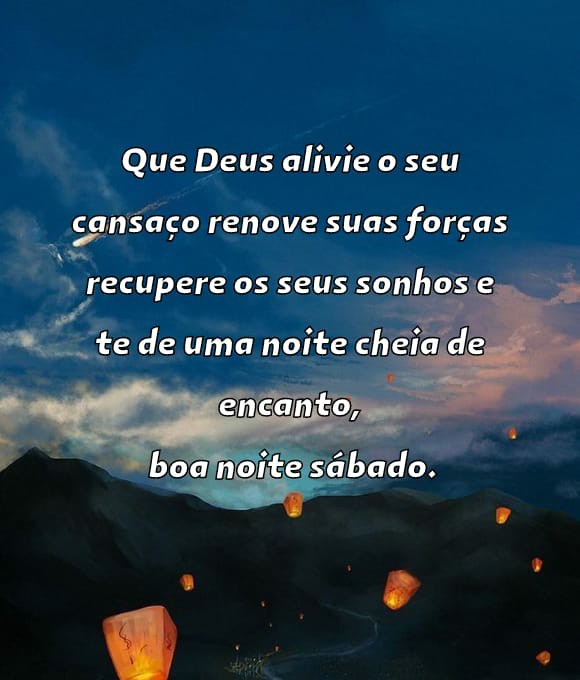 Que Deus alivie o seu
cansaço renove suas forças
recupere os seus sonhos e
te de uma noite cheia de
encanto,
boa noite sábado.